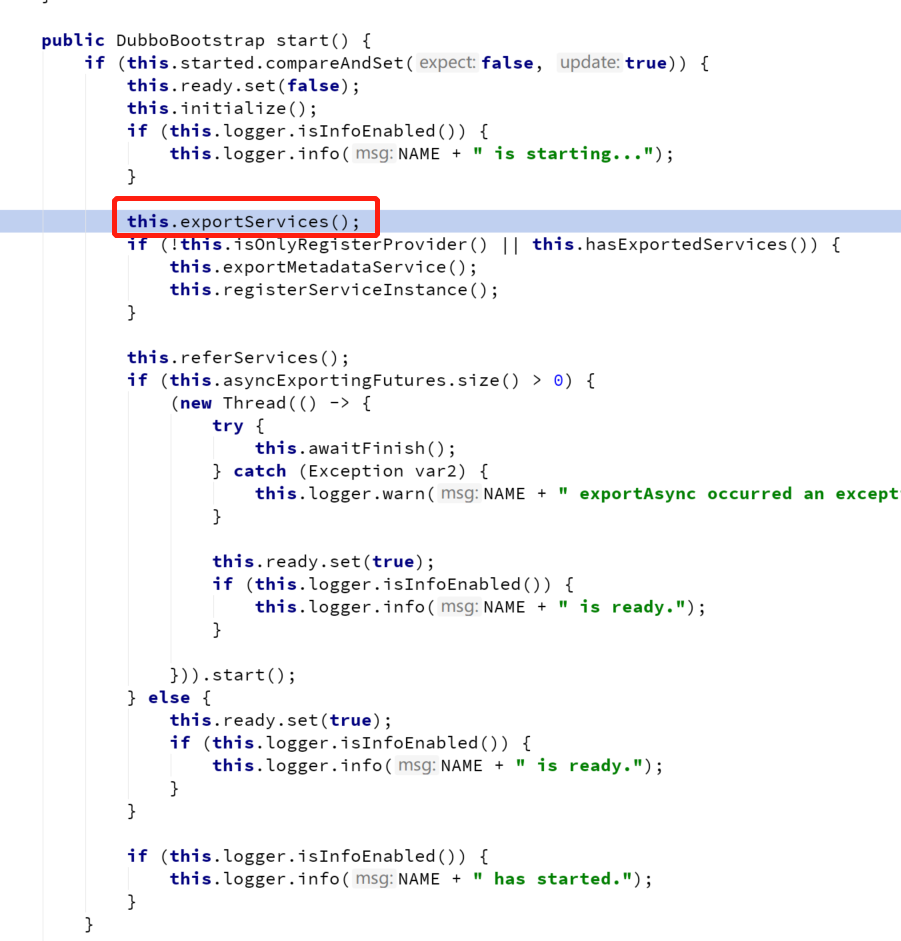 public DubboBootstrap start() {
if (this.started.compareAndSet( expect: false, update: true)) {
this.ready.set(false);
this.initialize();
if (this.logger.isInfoEnabled()) {
this.logger.info( msg: NAME + " is starting...");
}
this.exportServices();
if (!this.isOnlyRegisterProvider() || this.hasExportedServices()) {
this.exportMetadataService();
this.registerServiceInstance();
}
this.referServices();
if (this.asyncExportingFutures.size() > 0) {
(new Thread(() -> {
try {
this.awaitFinish();
} catch (Exception var2) {
this.logger.warn( msg: NAME + " exportAsync occurred an except
}
this.ready.set(true);
if (this.logger.isInfoEnabled()) {
this.logger.info( msg: NAME + " is ready.");
}
})).start();
} else {
this.ready.set(true);
if (this.logger.isInfoEnabled()) {
this.logger.info( msg: NAME + " is ready.");
}
}
if (this.logger.isInfoEnabled()) {
this.logger.info( msg: NAME + " has started.");
}
}